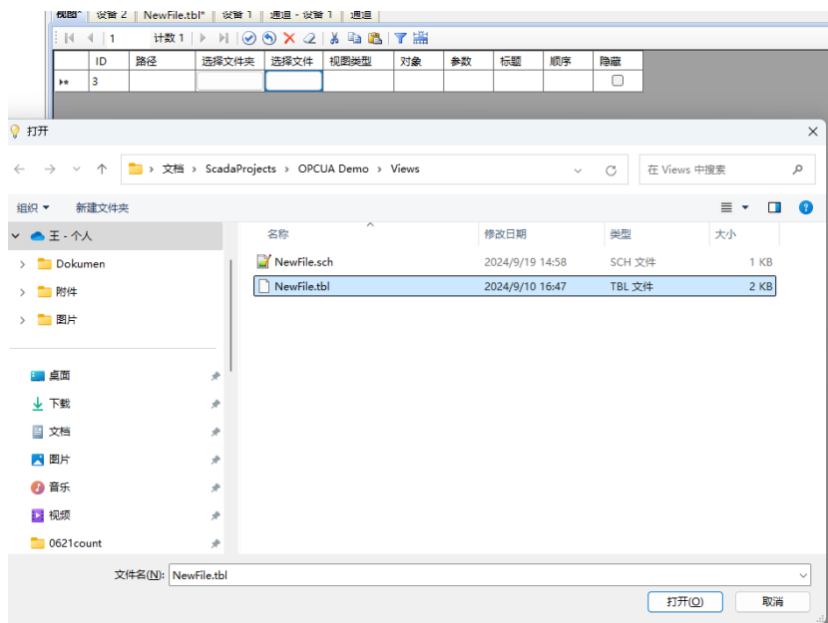 视图* 设备 2 NewFile.tbl* 设备 1 通道 - 设备 1 通道
1 计数 1
ID 路径 选择文件夹 选择文件 视图类型 对象 参数 标题 顺序 隐藏
3
打开
文档 › ScadaProjects › OPCUA Demo › Views
在 Views 中搜索
组织 新建文件夹
王 - 个人
名称 修改日期 类型 大小
Dokumen
NewFile.sch 2024/9/19 14:58 SCH 文件 1 KB
附件
NewFile.tbl 2024/9/10 16:47 TBL 文件 2 KB
图片
桌面
下载
文档
图片
音乐
视频
0621count
文件名(N): NewFile.tbl
打开(O) 取消